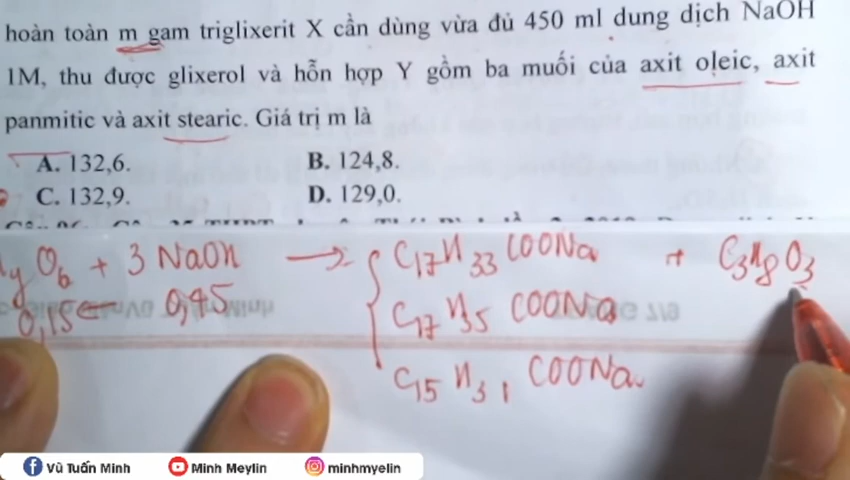 hoàn toàn m gam triglixerit X cần dùng vừa đủ 450 ml dung dịch NaOH
1M, thu được glixerol và hỗn hợp Y gồm ba muối của axit oleic, axit
panmitic và axit stearic. Giá trị m là
A. 132,6. B. 124,8.
C. 132,9. D. 129,0.
yO6 + 3 NaOH → C17H33COONa + C3H8O3
0,15 ← 0,45 C17H35COONa
C15H31COONa
Vũ Tuấn Minh Minh Meylin minhmyelin